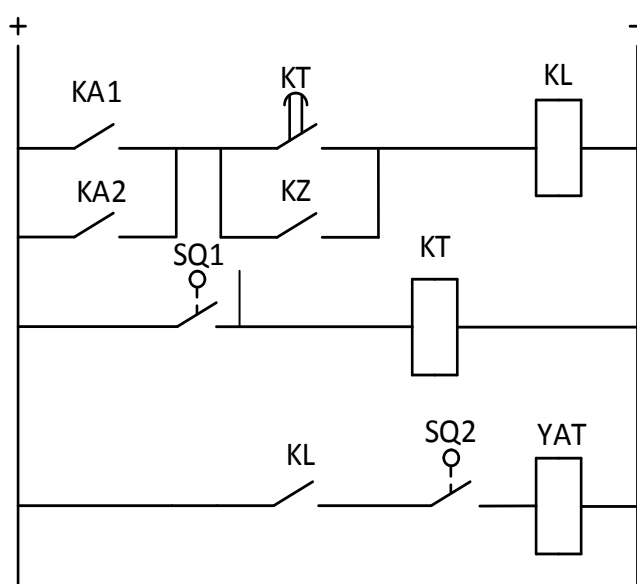 + -
KA1 KT KL
KA2 KZ
SQ1 KT
KL SQ2 YAT